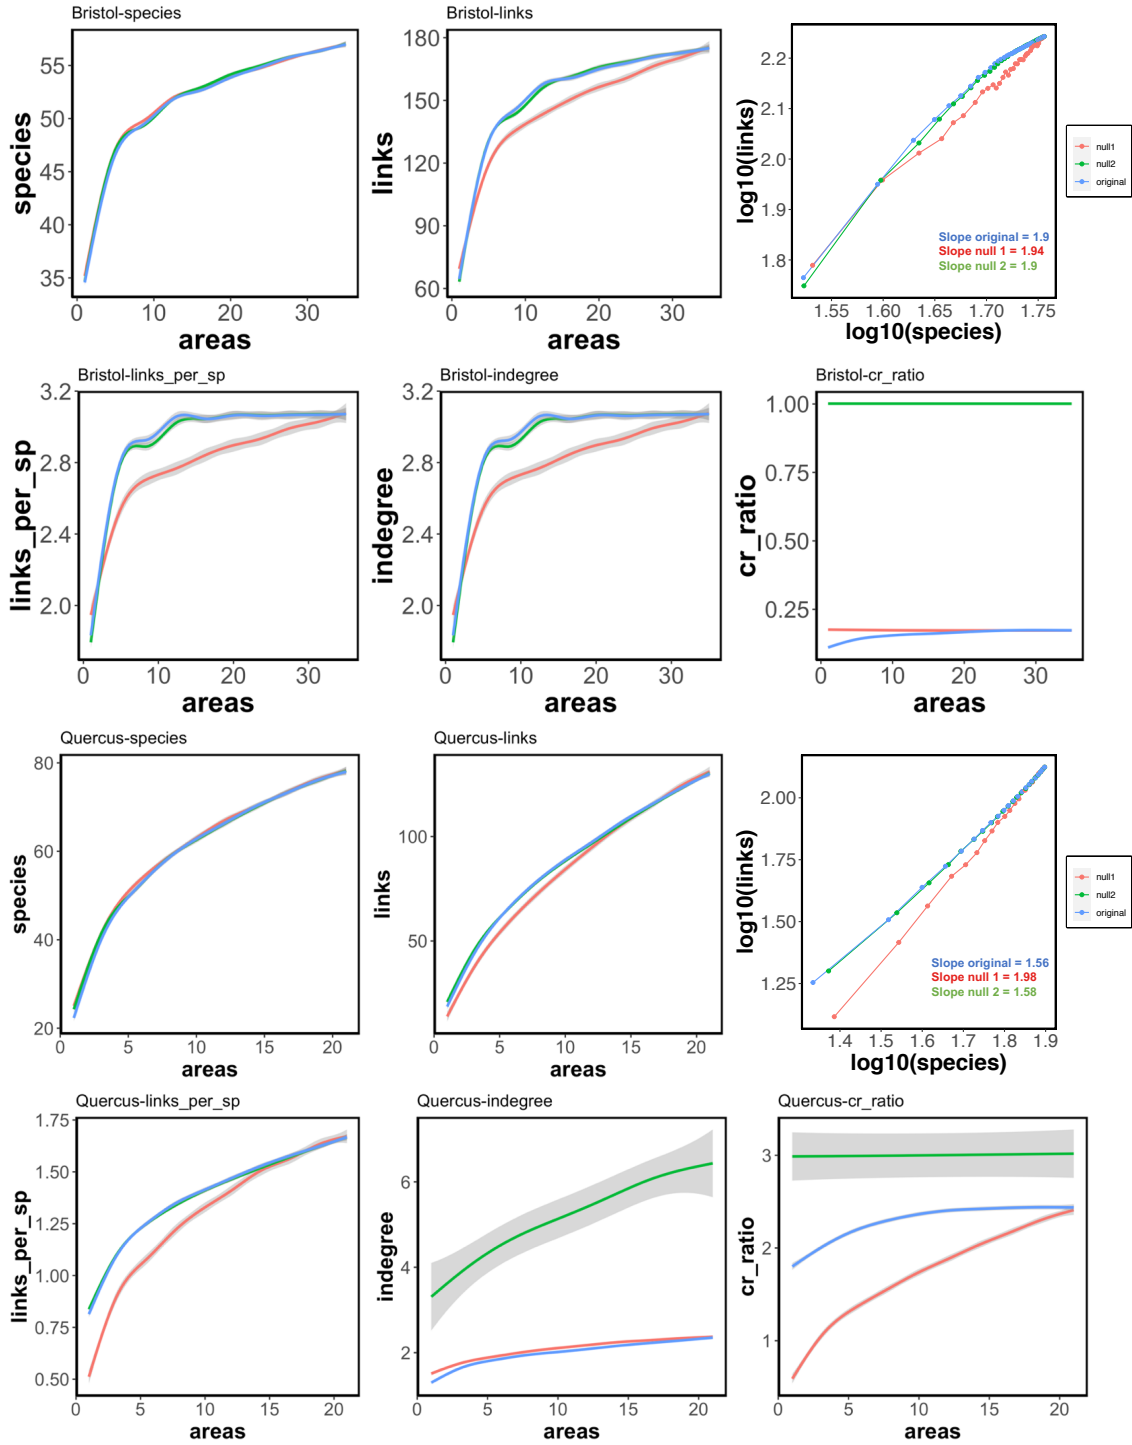 Bristol-species
species
55
50
45
40
35
0 10 20 30
areas
Bristol-links
links
180
150
120
90
60
0 10 20 30
areas
log10(links)
2.2
2.1
2.0
1.9
1.8
Slope original = 1.9
Slope null 1 = 1.94
Slope null 2 = 1.9
1.55 1.60 1.65 1.70 1.75
log10(species)
null1
null2
original
Bristol-links_per_sp
links_per_sp
3.2
2.8
2.4
2.0
0 10 20 30
areas
Bristol-indegree
indegree
3.2
2.8
2.4
2.0
0 10 20 30
areas
Bristol-cr_ratio
cr_ratio
1.00
0.75
0.50
0.25
0 10 20 30
areas
Quercus-species
species
80
60
40
20
0 5 10 15 20
areas
Quercus-links
links
100
50
0 5 10 15 20
areas
log10(links)
2.00
1.75
1.50
1.25
Slope original = 1.56
Slope null 1 = 1.98
Slope null 2 = 1.58
1.4 1.5 1.6 1.7 1.8 1.9
log10(species)
null1
null2
original
Quercus-links_per_sp
links_per_sp
1.75
1.50
1.25
1.00
0.75
0.50
0 5 10 15 20
areas
Quercus-indegree
indegree
6
4
2
0 5 10 15 20
areas
Quercus-cr_ratio
cr_ratio
3
2
1
0 5 10 15 20
areas